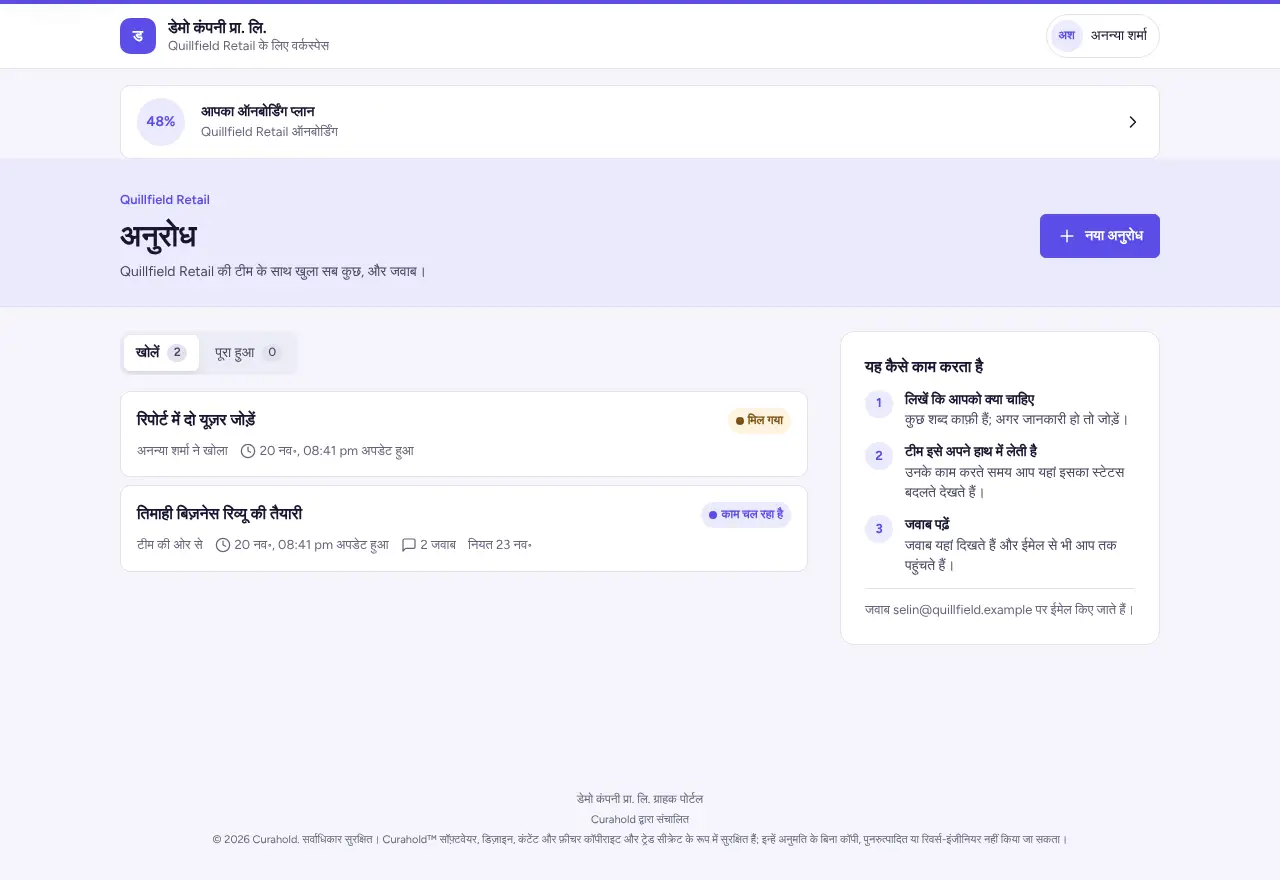 ड
डेमो कंपनी प्रा. लि.
Quillfield Retail के लिए वर्कस्पेस
अश
अनन्या शर्मा
48%
आपका ऑनबोर्डिंग प्लान
Quillfield Retail ऑनबोर्डिंग
Quillfield Retail
अनुरोध
Quillfield Retail की टीम के साथ खुला सब कुछ, और जवाब।
नया अनुरोध
खोलें 2
पूरा हुआ 0
रिपोर्ट में दो यूज़र जोड़ें
मिल गया
अनन्या शर्मा ने खोला 20 नव॰, 08:41 pm अपडेट हुआ
तिमाही बिज़नेस रिव्यू की तैयारी
काम चल रहा है
टीम की ओर से 20 नव॰, 08:41 pm अपडेट हुआ 2 जवाब नियत 23 नव॰
यह कैसे काम करता है
1
लिखें कि आपको क्या चाहिए
कुछ शब्द काफ़ी हैं; अगर जानकारी हो तो जोड़ें।
2
टीम इसे अपने हाथ में लेती है
उनके काम करते समय आप यहां इसका स्टेटस
बदलते देखते हैं।
3
जवाब पढ़ें
जवाब यहां दिखते हैं और ईमेल से भी आप तक
पहुंचते हैं।
जवाब selin@quillfield.example पर ईमेल किए जाते हैं।
डेमो कंपनी प्रा. लि. ग्राहक पोर्टल
Curahold द्वारा संचालित
© 2026 Curahold. सर्वाधिकार सुरक्षित। Curahold™ सॉफ़्टवेयर, डिज़ाइन, कंटेंट और फ़ीचर कॉपीराइट और ट्रेड सीक्रेट के रूप में सुरक्षित हैं; इन्हें अनुमति के बिना कॉपी, पुनरुत्पादित या रिवर्स-इंजीनियर नहीं किया जा सकता।